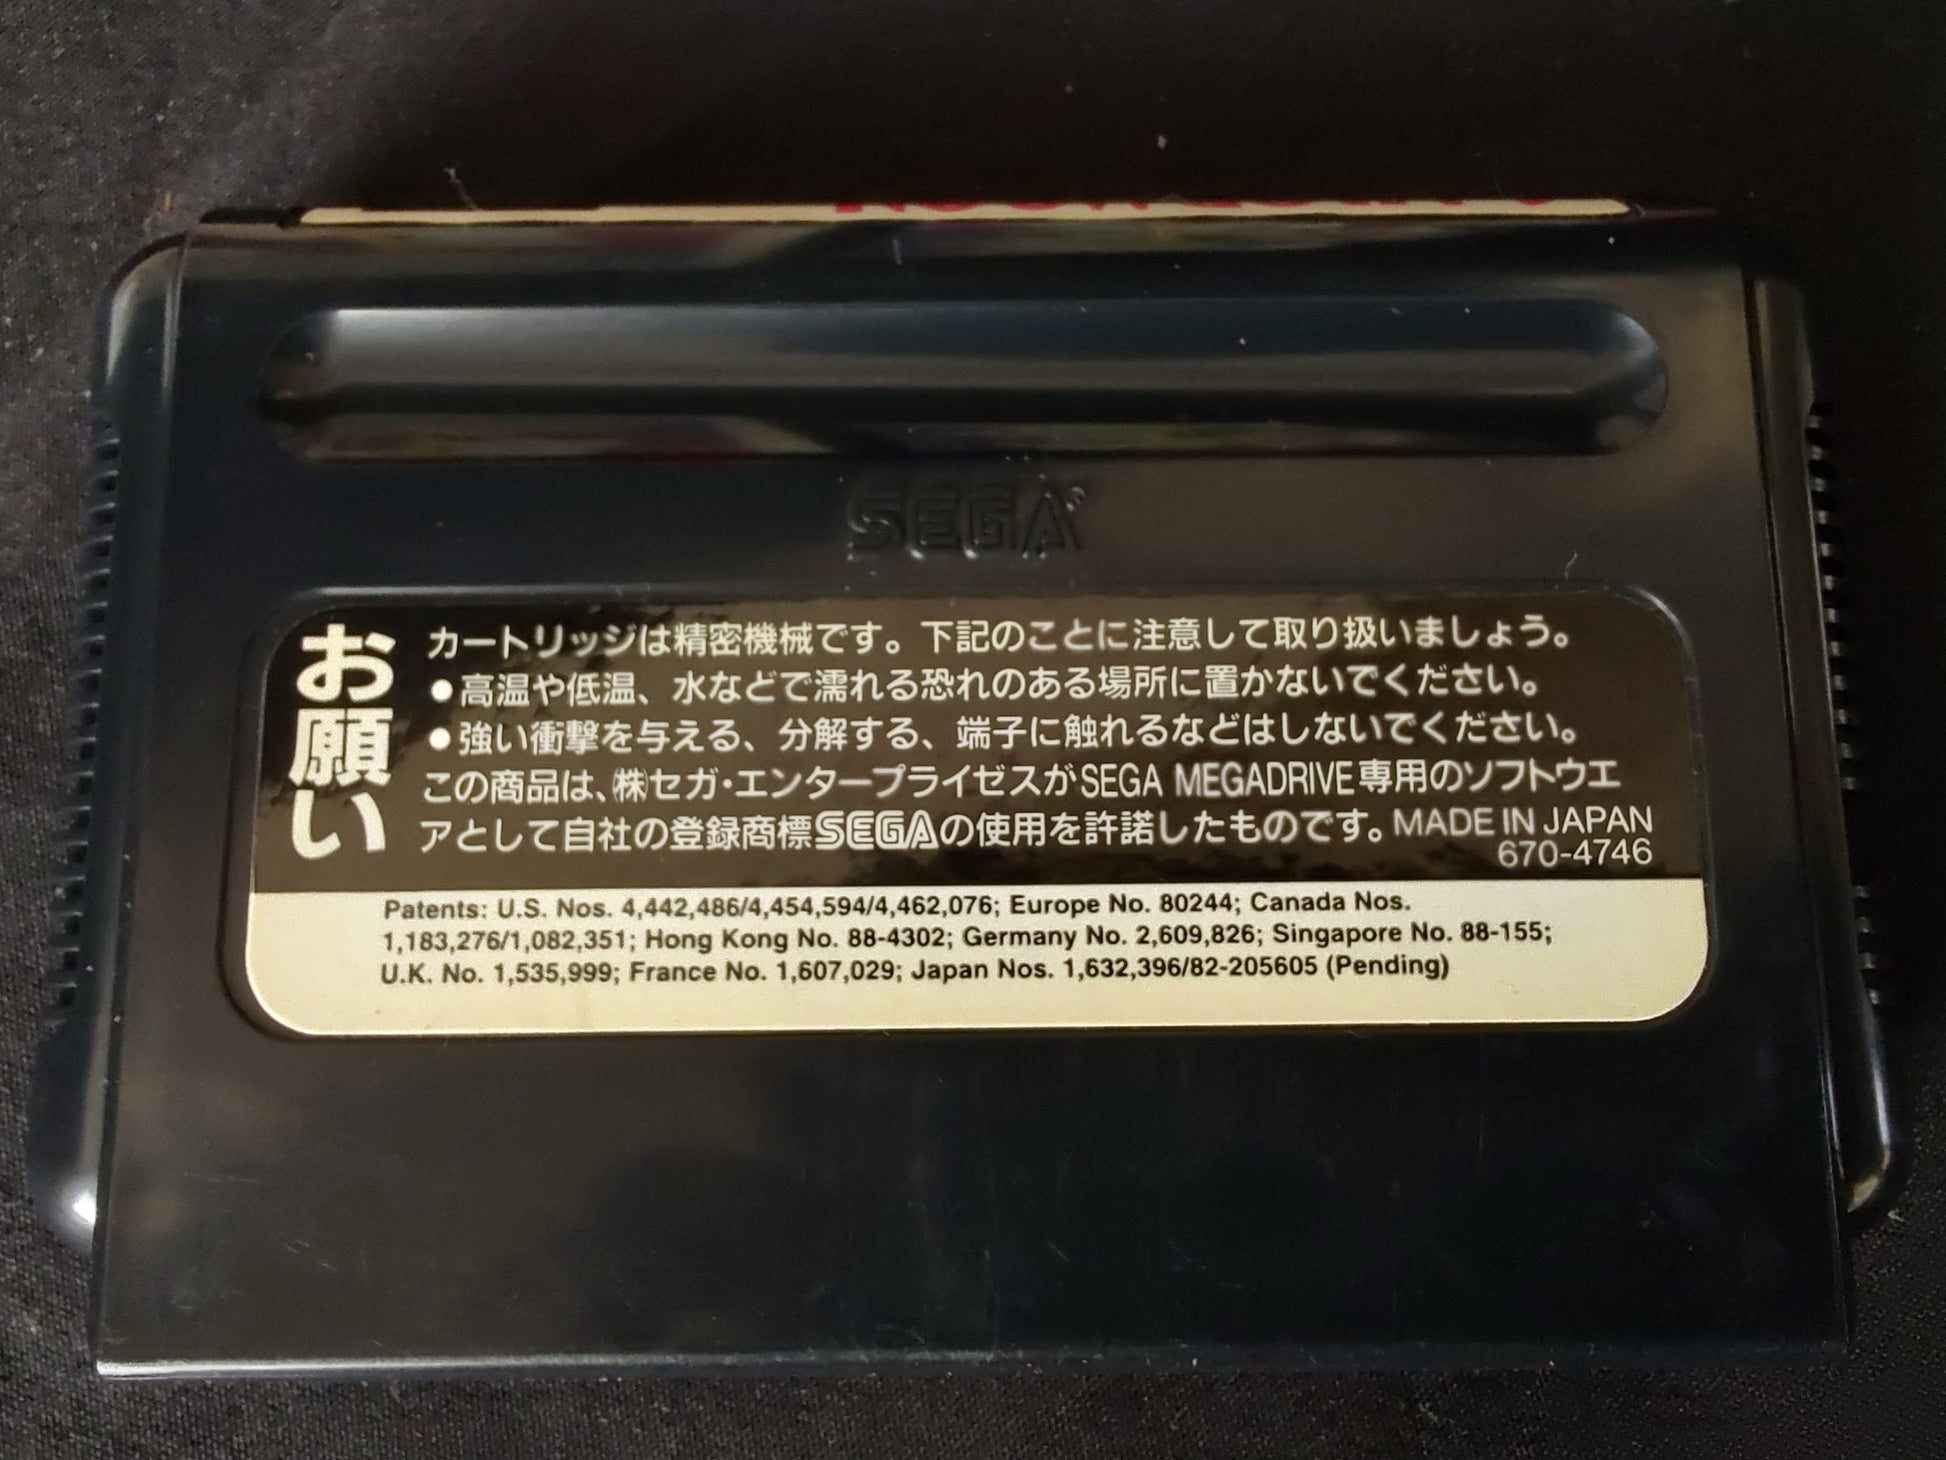 SEGA®
お願い
カートリッジは精密機械です。下記のことに注意して取り扱いましょう。
●高温や低温、水などで濡れる恐れのある場所に置かないでください。
●強い衝撃を与える、分解する、端子に触れるなどはしないでください。
この商品は、㈱セガ・エンタープライゼスがSEGA MEGADRIVE専用のソフトウエ
アとして自社の登録商標SEGAの使用を許諾したものです。MADE IN JAPAN
670-4746
Patents: U.S. Nos. 4,442,486/4,454,594/4,462,076; Europe No. 80244; Canada Nos.
1,183,276/1,082,351; Hong Kong No. 88-4302; Germany No. 2,609,826; Singapore No. 88-155;
U.K. No. 1,535,999; France No. 1,607,029; Japan Nos. 1,632,396/82-205605 (Pending)